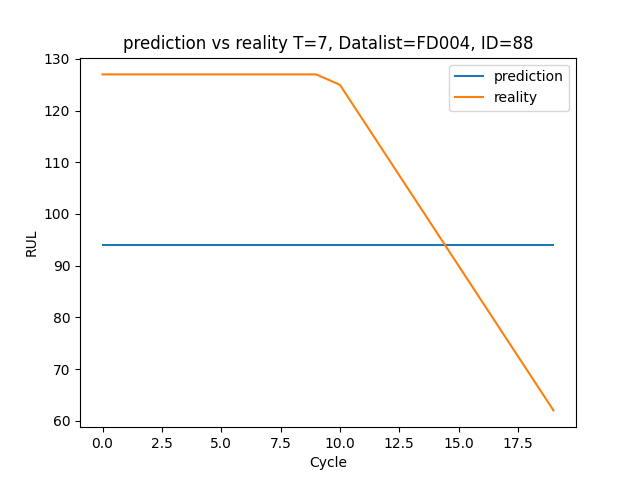 prediction vs reality T=7, Datalist=FD004, ID=88
prediction
reality
130
120
110
100
90
80
70
60
RUL
0.0 2.5 5.0 7.5 10.0 12.5 15.0 17.5
Cycle